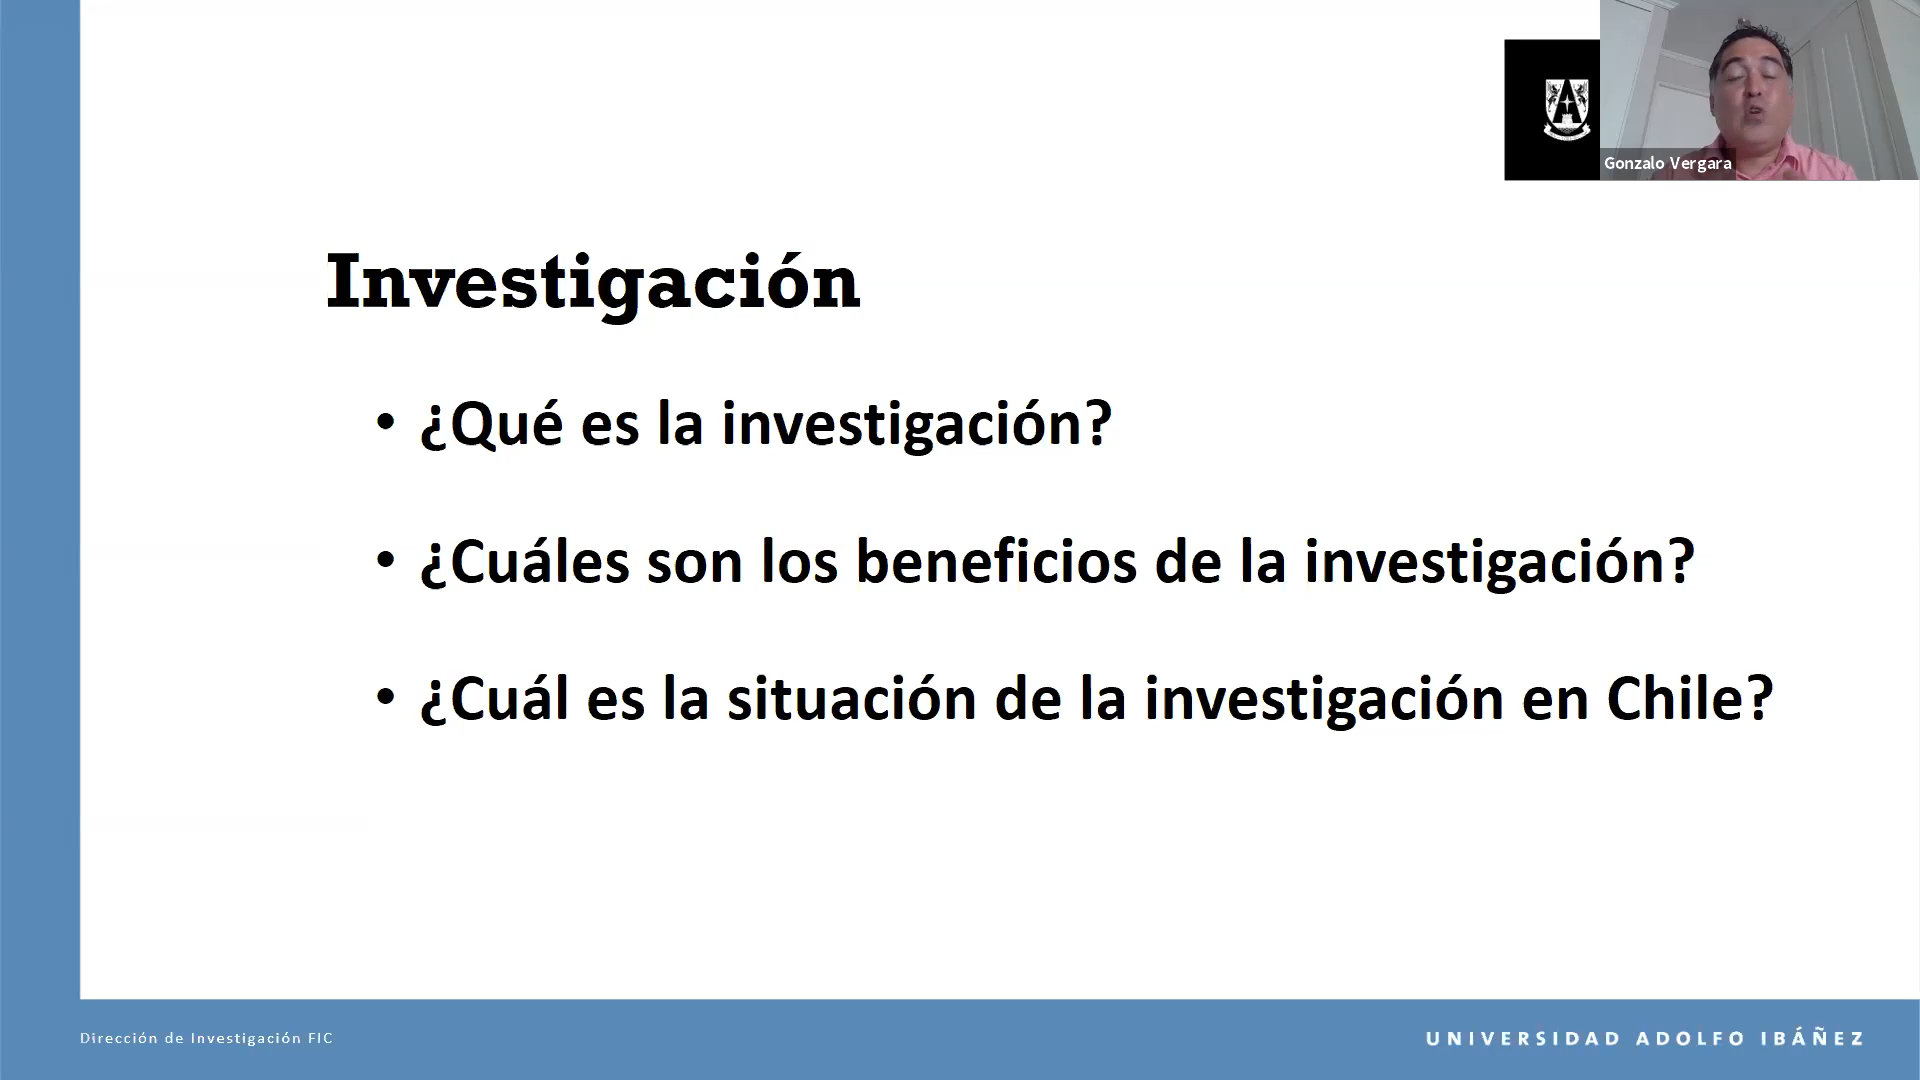 Gonzalo Vergara
Investigación
• ¿Qué es la investigación?
• ¿Cuáles son los beneficios de la investigación?
• ¿Cuál es la situación de la investigación en Chile?
Dirección de Investigación FIC
UNIVERSIDAD ADOLFO IBÁÑEZ